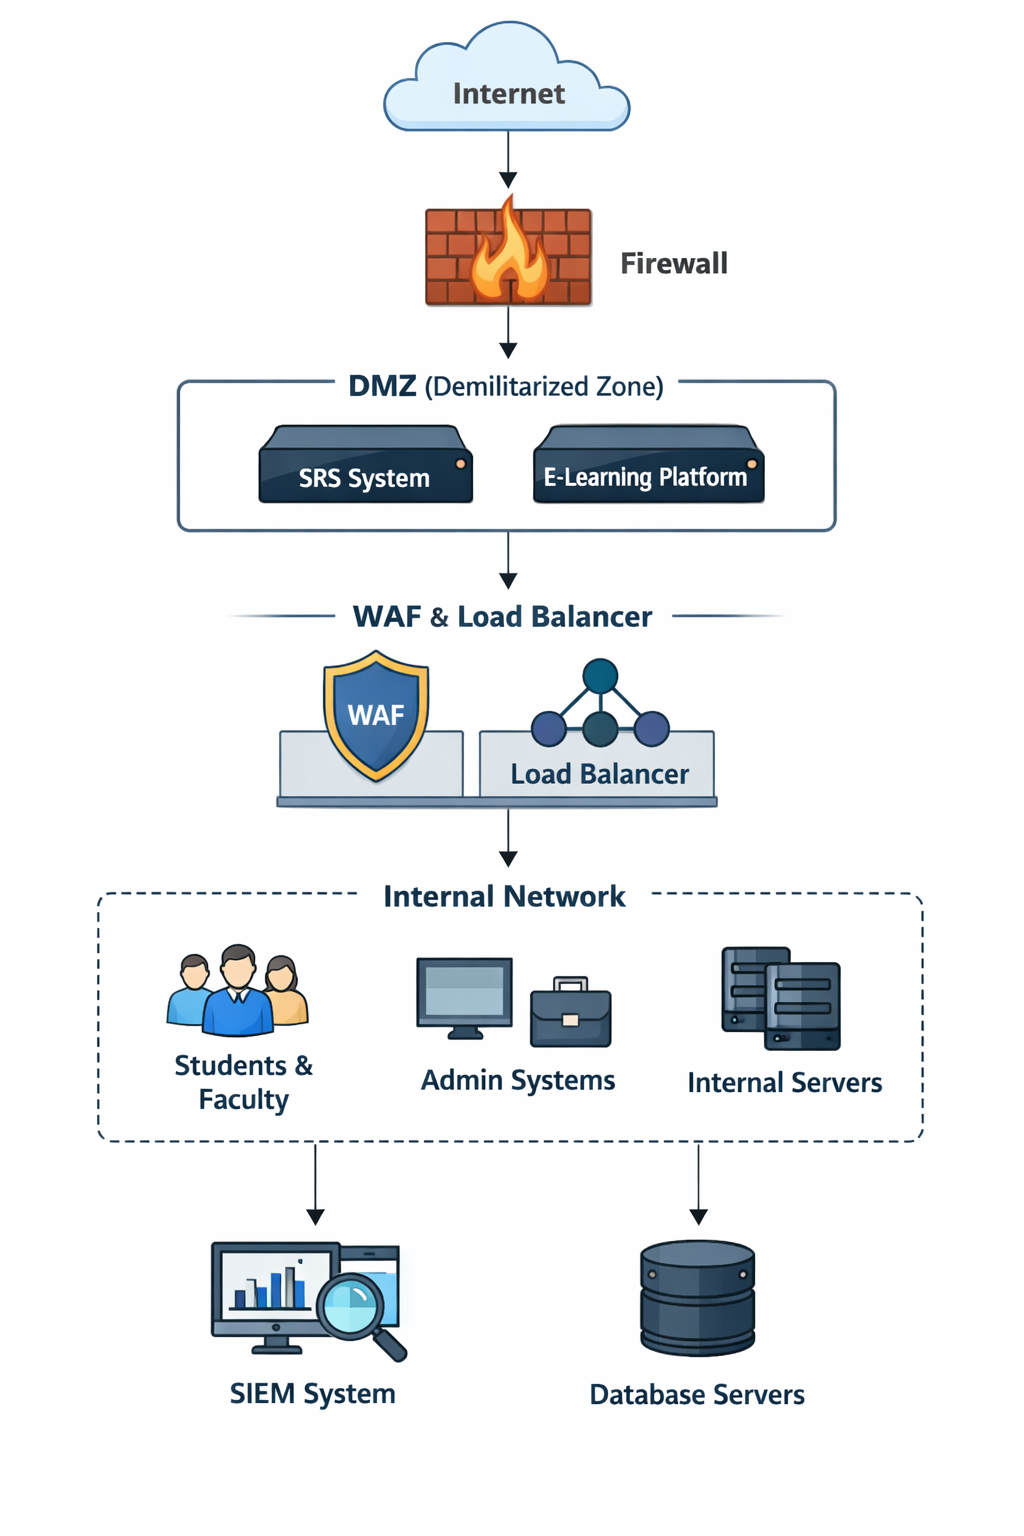 Internet
Firewall
DMZ (Demilitarized Zone)
SRS System
E-Learning Platform
WAF & Load Balancer
WAF
Load Balancer
Internal Network
Students &
Faculty
Admin Systems
Internal Servers
SIEM System
Database Servers